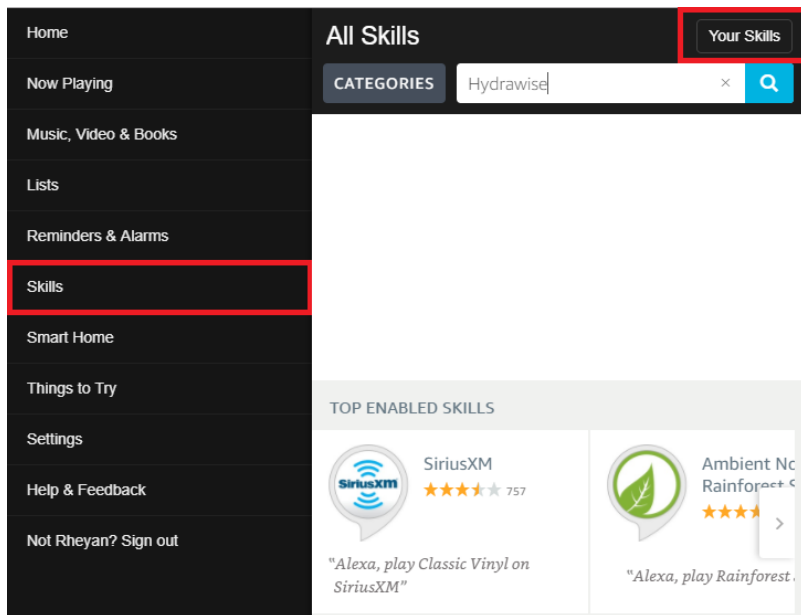 Home
Now Playing
Music, Video & Books
Lists
Reminders & Alarms
Skills
Smart Home
Things to Try
Settings
Help & Feedback
Not Rheyan? Sign out
All Skills
Your Skills
CATEGORIES
Hydrawise
TOP ENABLED SKILLS
SiriusXM
SiriusXM
757
"Alexa, play Classic Vinyl on
SiriusXM"
Ambient No
Rainforest S
"Alexa, play Rainforest